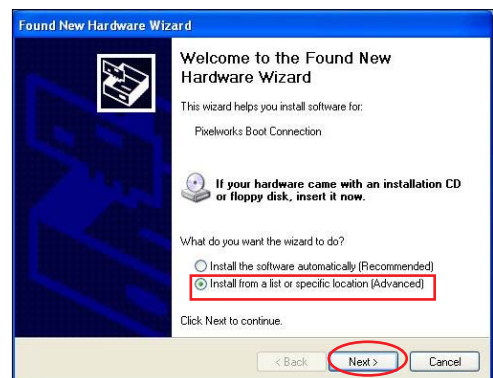 Found New Hardware Wizard
Welcome to the Found New
Hardware Wizard
This wizard helps you install software for:
Pixelworks Boot Connection
If your hardware came with an installation CD
or floppy disk, insert it now.
What do you want the wizard to do?
Install the software automatically (Recommended)
Install from a list or specific location (Advanced)
Click Next to continue.
< Back Next > Cancel